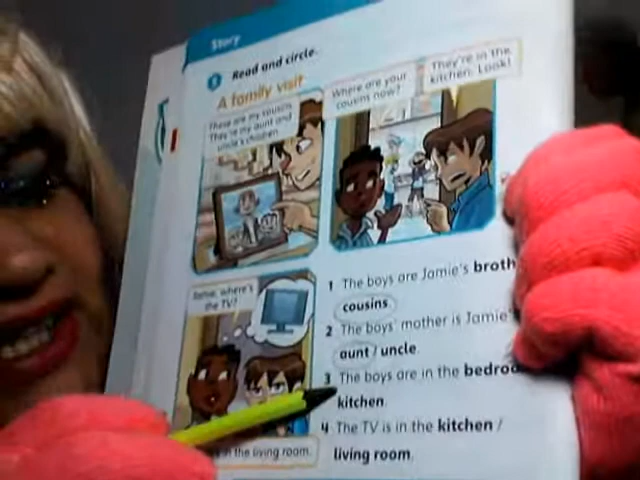 Story
1 Read and circle.
A family visit
These are my cousins.
They're my aunt and
uncle's children.
Where are your
cousins now?
They're in the
kitchen. Look!
Jamie, where's
the TV?
in the living room.
1 The boys are Jamie's broth
cousins
2 The boys' mother is Jamie'
aunt / uncle.
3 The boys are in the bedroo
kitchen.
4 The TV is in the kitchen /
living room.